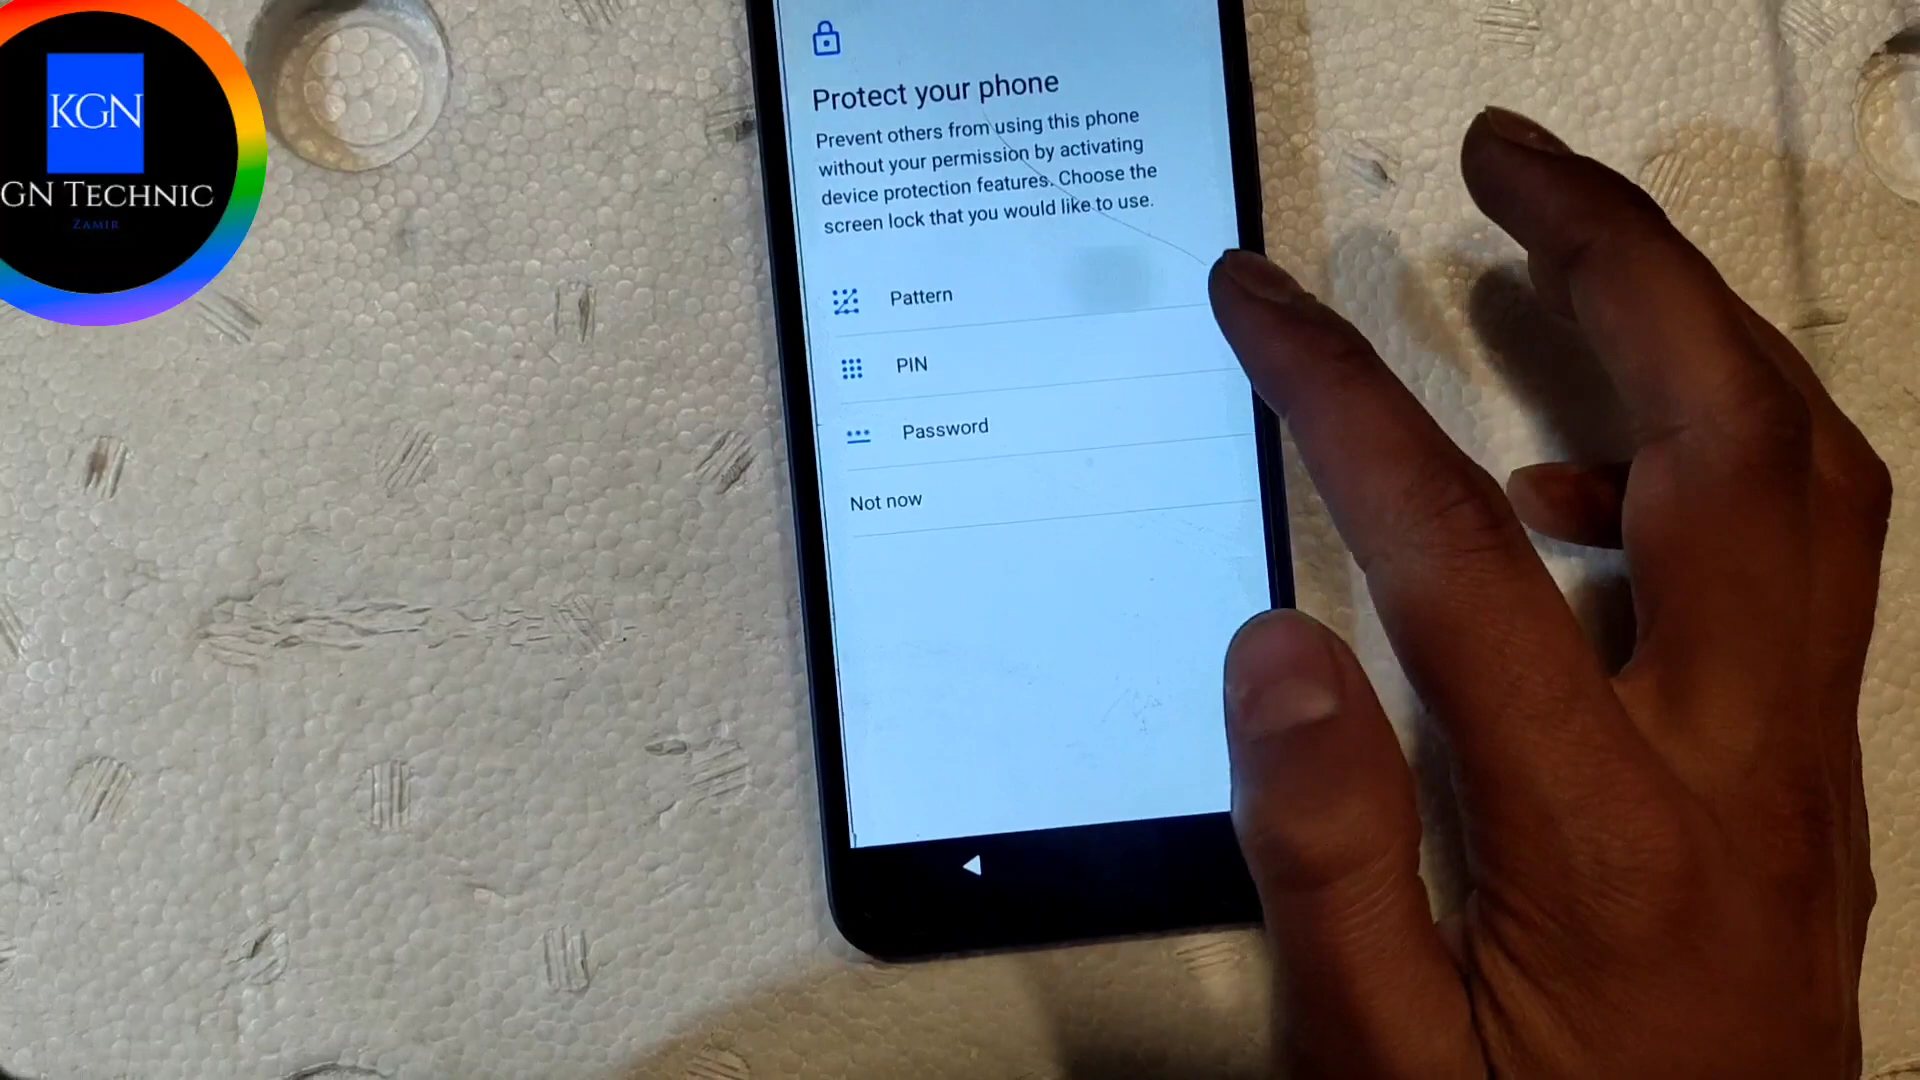 KGN
GN TECHNIC
ZAMIR
Protect your phone
Prevent others from using this phone
without your permission by activating
device protection features. Choose the
screen lock that you would like to use.
Pattern
PIN
Password
Not now